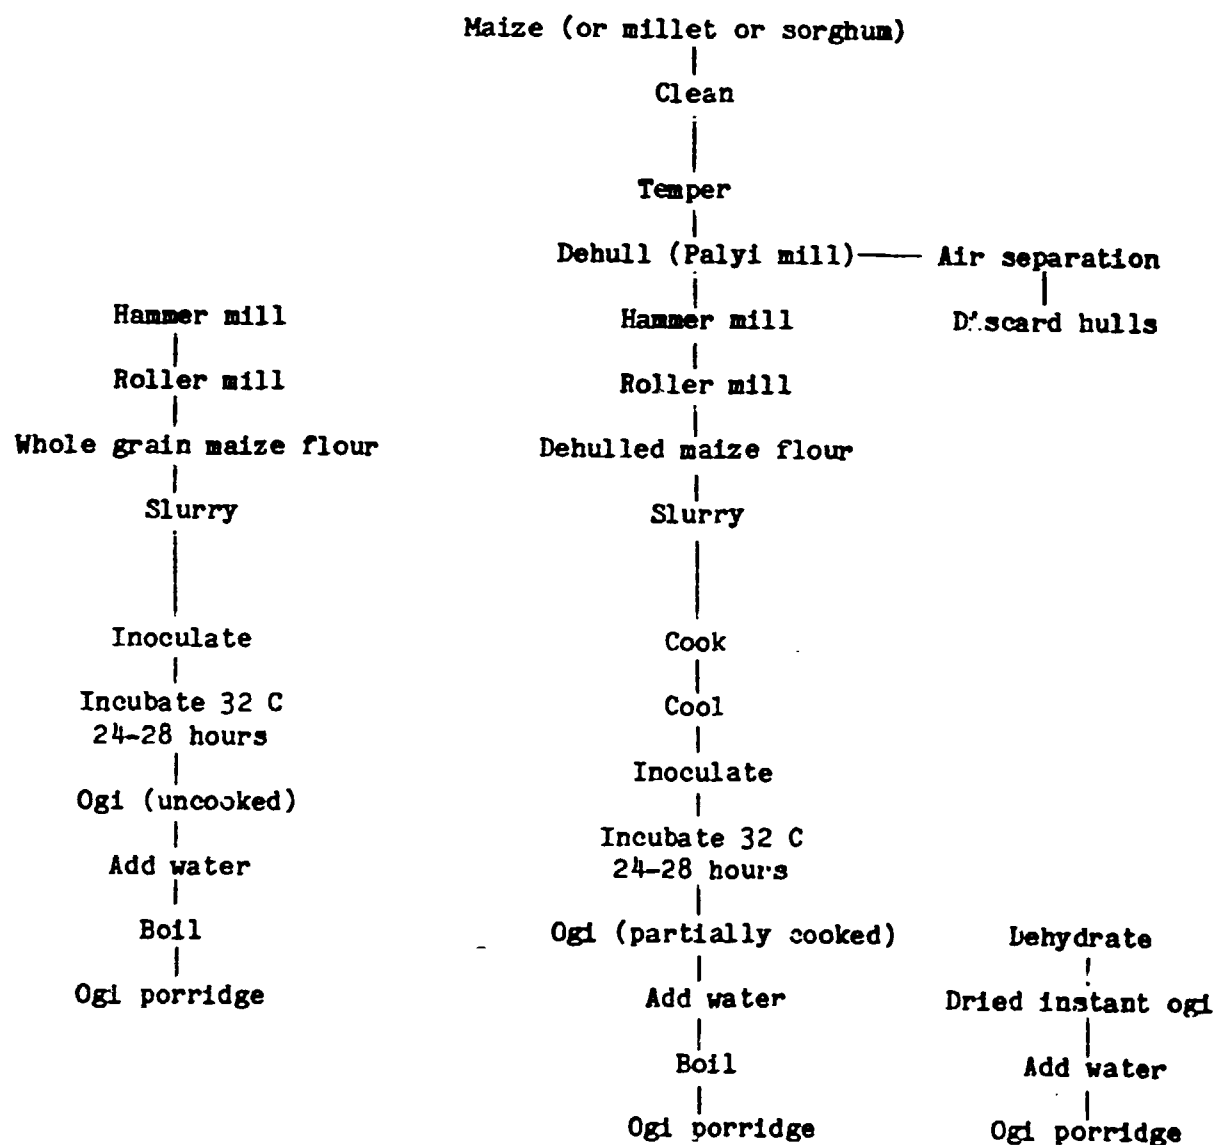 Maize (or millet or sorghum)
Clean
Temper
Dehull (Palyi mill) Air separation
Discard hulls
Hammer mill
Roller mill
Whole grain maize flour
Slurry
Inoculate
Incubate 32 C
24-28 hours
Ogi (uncooked)
Add water
Boil
Ogi porridge
Hammer mill
Roller mill
Dehulled maize flour
Slurry
Cook
Cool
Inoculate
Incubate 32 C
24-28 hours
Ogi (partially cooked)
Add water
Boil
Ogi porridge
Dehydrate
Dried instant ogi
Add water
Ogi porridge